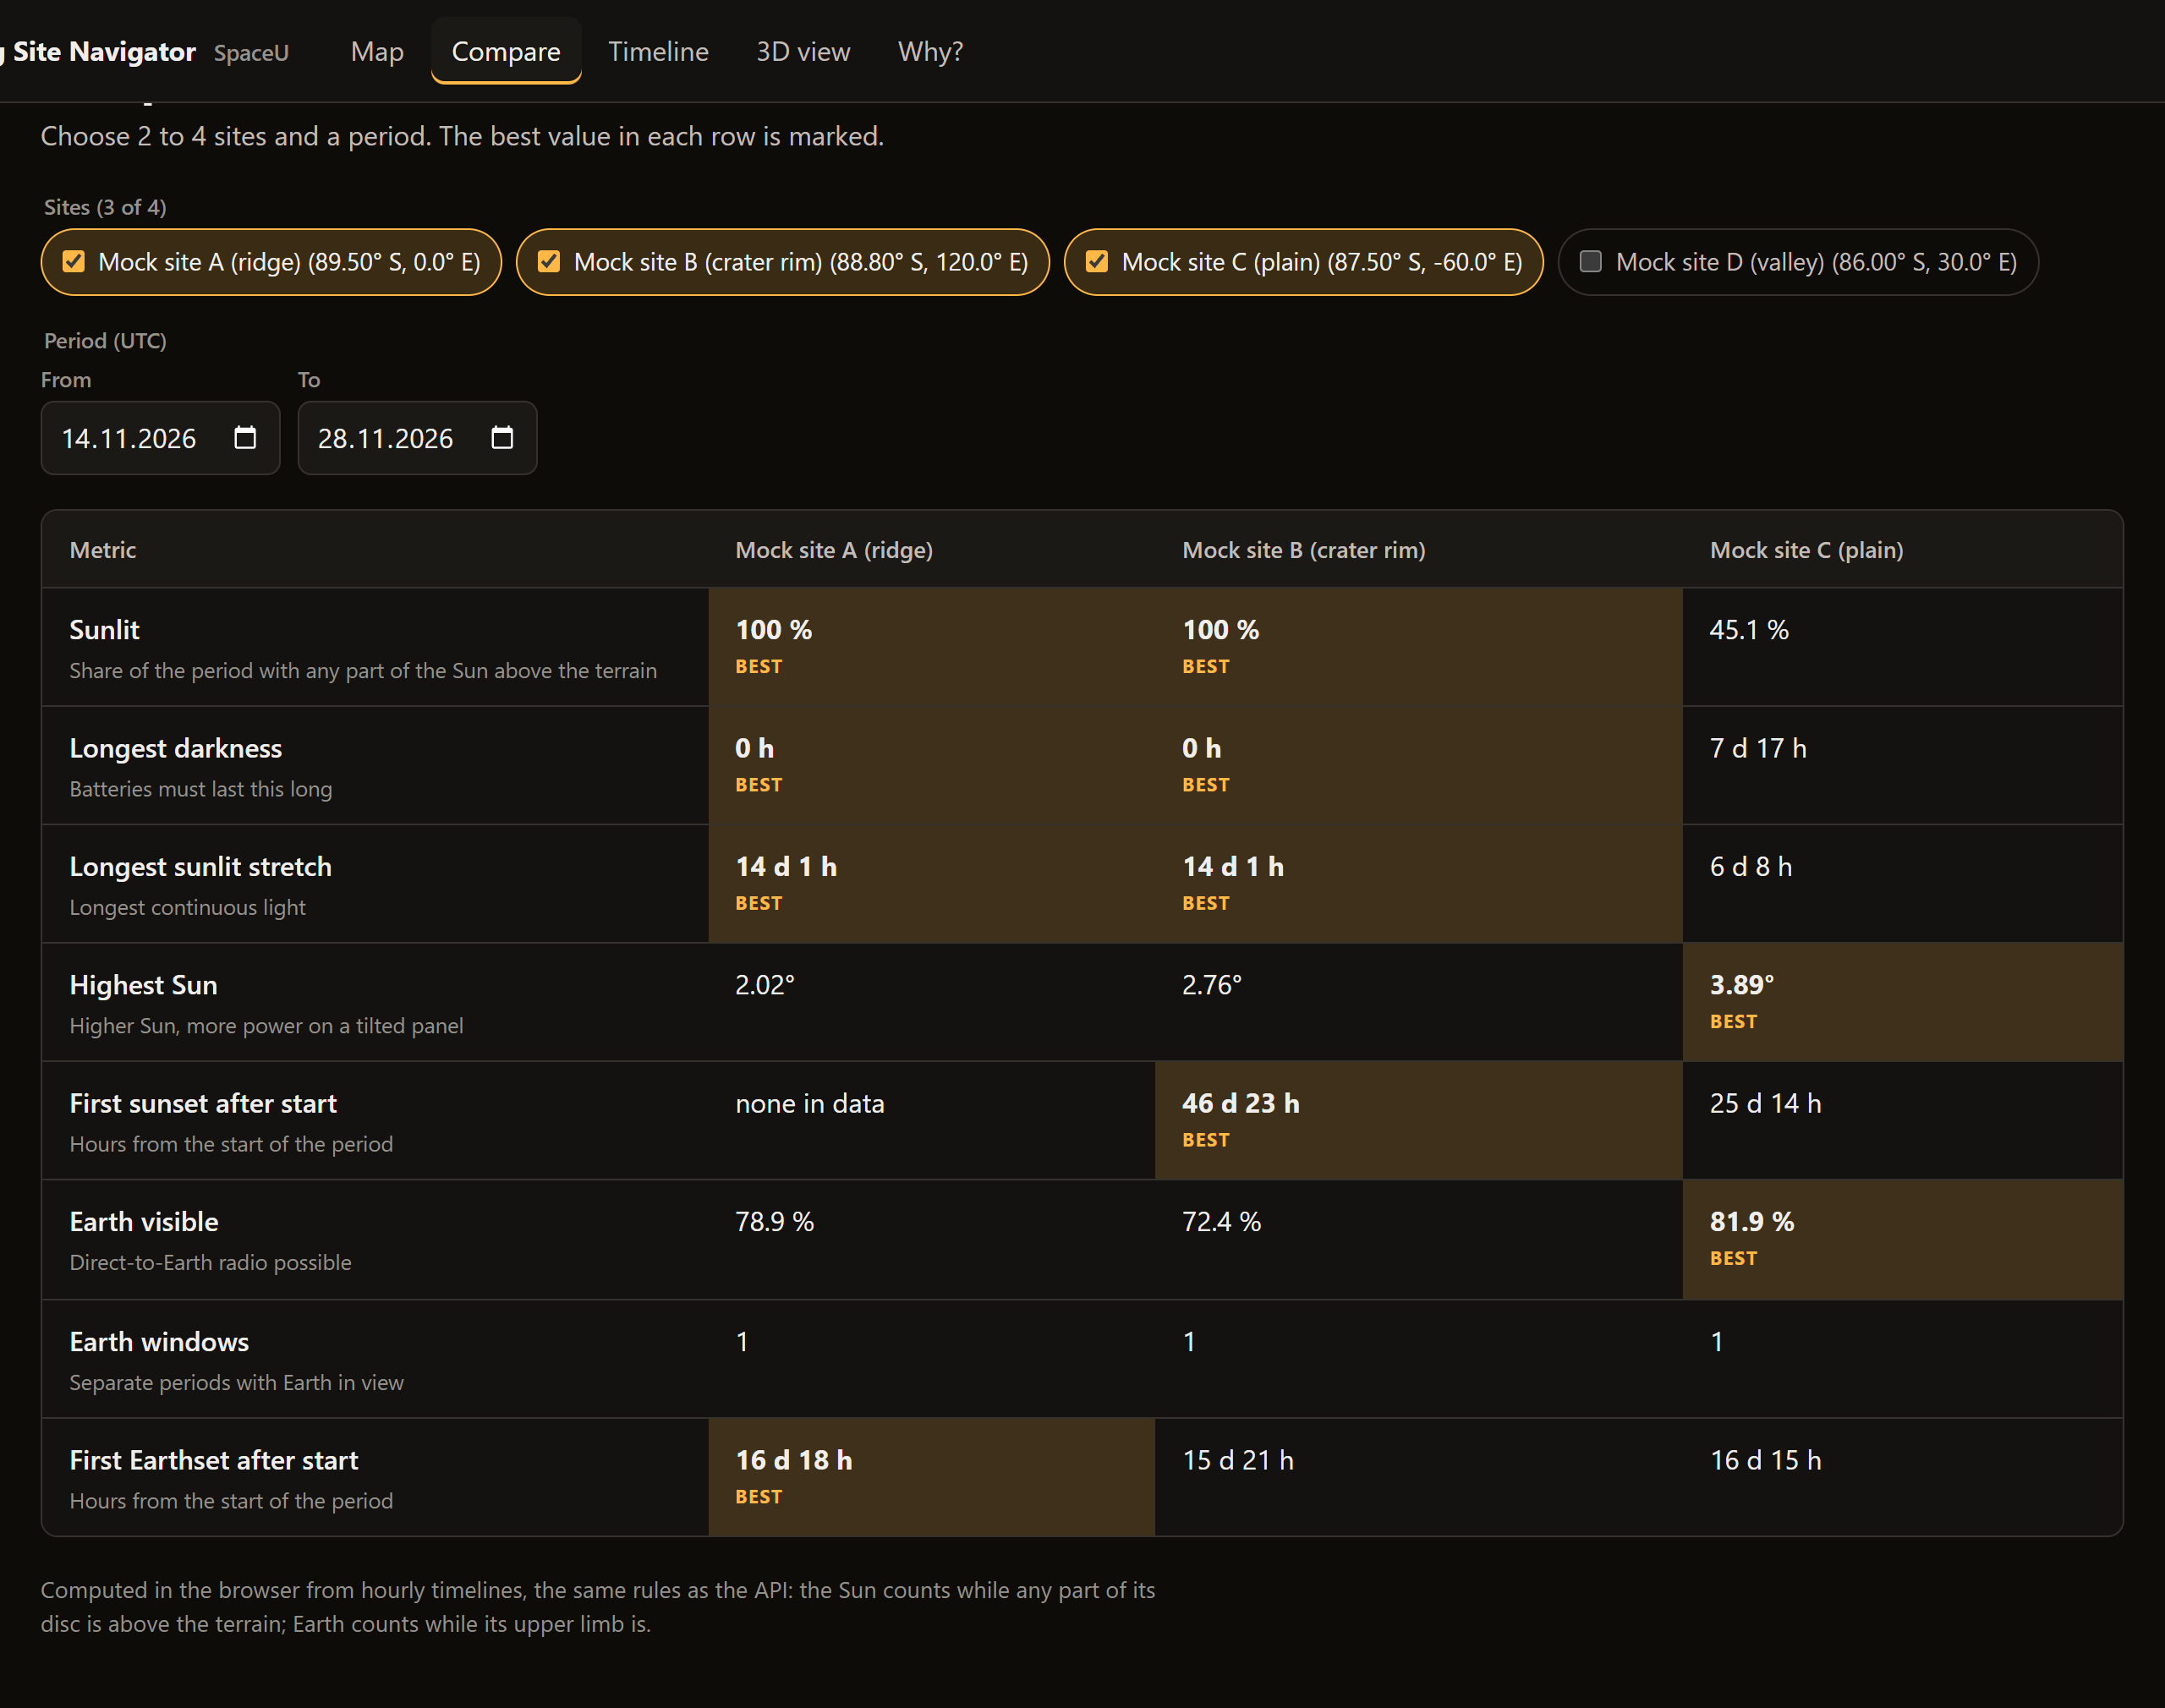 Site Navigator SpaceU Map Compare Timeline 3D view Why?
Choose 2 to 4 sites and a period. The best value in each row is marked.
Sites (3 of 4)
Mock site A (ridge) (89.50° S, 0.0° E) Mock site B (crater rim) (88.80° S, 120.0° E) Mock site C (plain) (87.50° S, -60.0° E) Mock site D (valley) (86.00° S, 30.0° E)
Period (UTC)
From To
14.11.2026 28.11.2026
Metric Mock site A (ridge) Mock site B (crater rim) Mock site C (plain)
Sunlit 100 % 100 % 45.1 %
Share of the period with any part of the Sun above the terrain BEST BEST
Longest darkness 0 h 0 h 7 d 17 h
Batteries must last this long BEST BEST
Longest sunlit stretch 14 d 1 h 14 d 1 h 6 d 8 h
Longest continuous light BEST BEST
Highest Sun 2.02° 2.76° 3.89°
Higher Sun, more power on a tilted panel BEST
First sunset after start none in data 46 d 23 h 25 d 14 h
Hours from the start of the period BEST
Earth visible 78.9 % 72.4 % 81.9 %
Direct-to-Earth radio possible BEST
Earth windows 1 1 1
Separate periods with Earth in view
First Earthset after start 16 d 18 h 15 d 21 h 16 d 15 h
Hours from the start of the period BEST
Computed in the browser from hourly timelines, the same rules as the API: the Sun counts while any part of its
disc is above the terrain; Earth counts while its upper limb is.